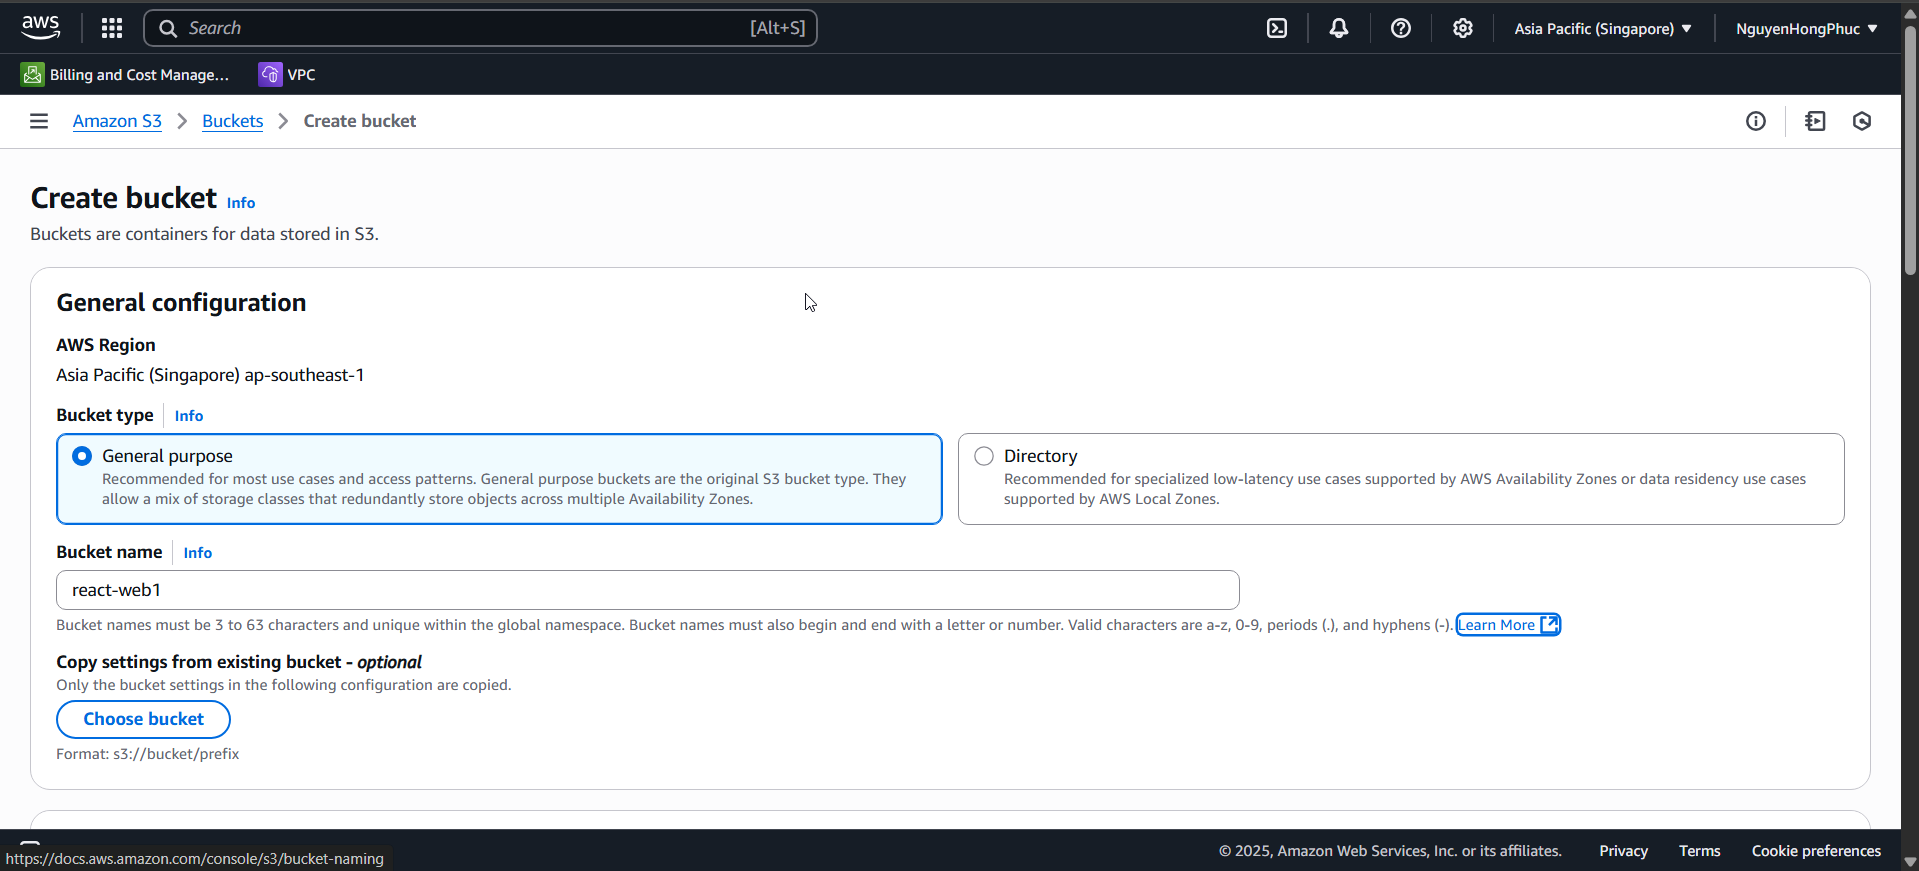 aws
Search [Alt+S]
Asia Pacific (Singapore)
NguyenHongPhuc
Billing and Cost Manage...
VPC
Amazon S3 > Buckets > Create bucket
Create bucket Info
Buckets are containers for data stored in S3.
General configuration
AWS Region
Asia Pacific (Singapore) ap-southeast-1
Bucket type Info
General purpose
Recommended for most use cases and access patterns. General purpose buckets are the original S3 bucket type. They
allow a mix of storage classes that redundantly store objects across multiple Availability Zones.
Directory
Recommended for specialized low-latency use cases supported by AWS Availability Zones or data residency use cases
supported by AWS Local Zones.
Bucket name Info
react-web1
Bucket names must be 3 to 63 characters and unique within the global namespace. Bucket names must also begin and end with a letter or number. Valid characters are a-z, 0-9, periods (.), and hyphens (-). Learn More
Copy settings from existing bucket - optional
Only the bucket settings in the following configuration are copied.
Choose bucket
Format: s3://bucket/prefix
© 2025, Amazon Web Services, Inc. or its affiliates.
Privacy
Terms
Cookie preferences
https://docs.aws.amazon.com/console/s3/bucket-naming